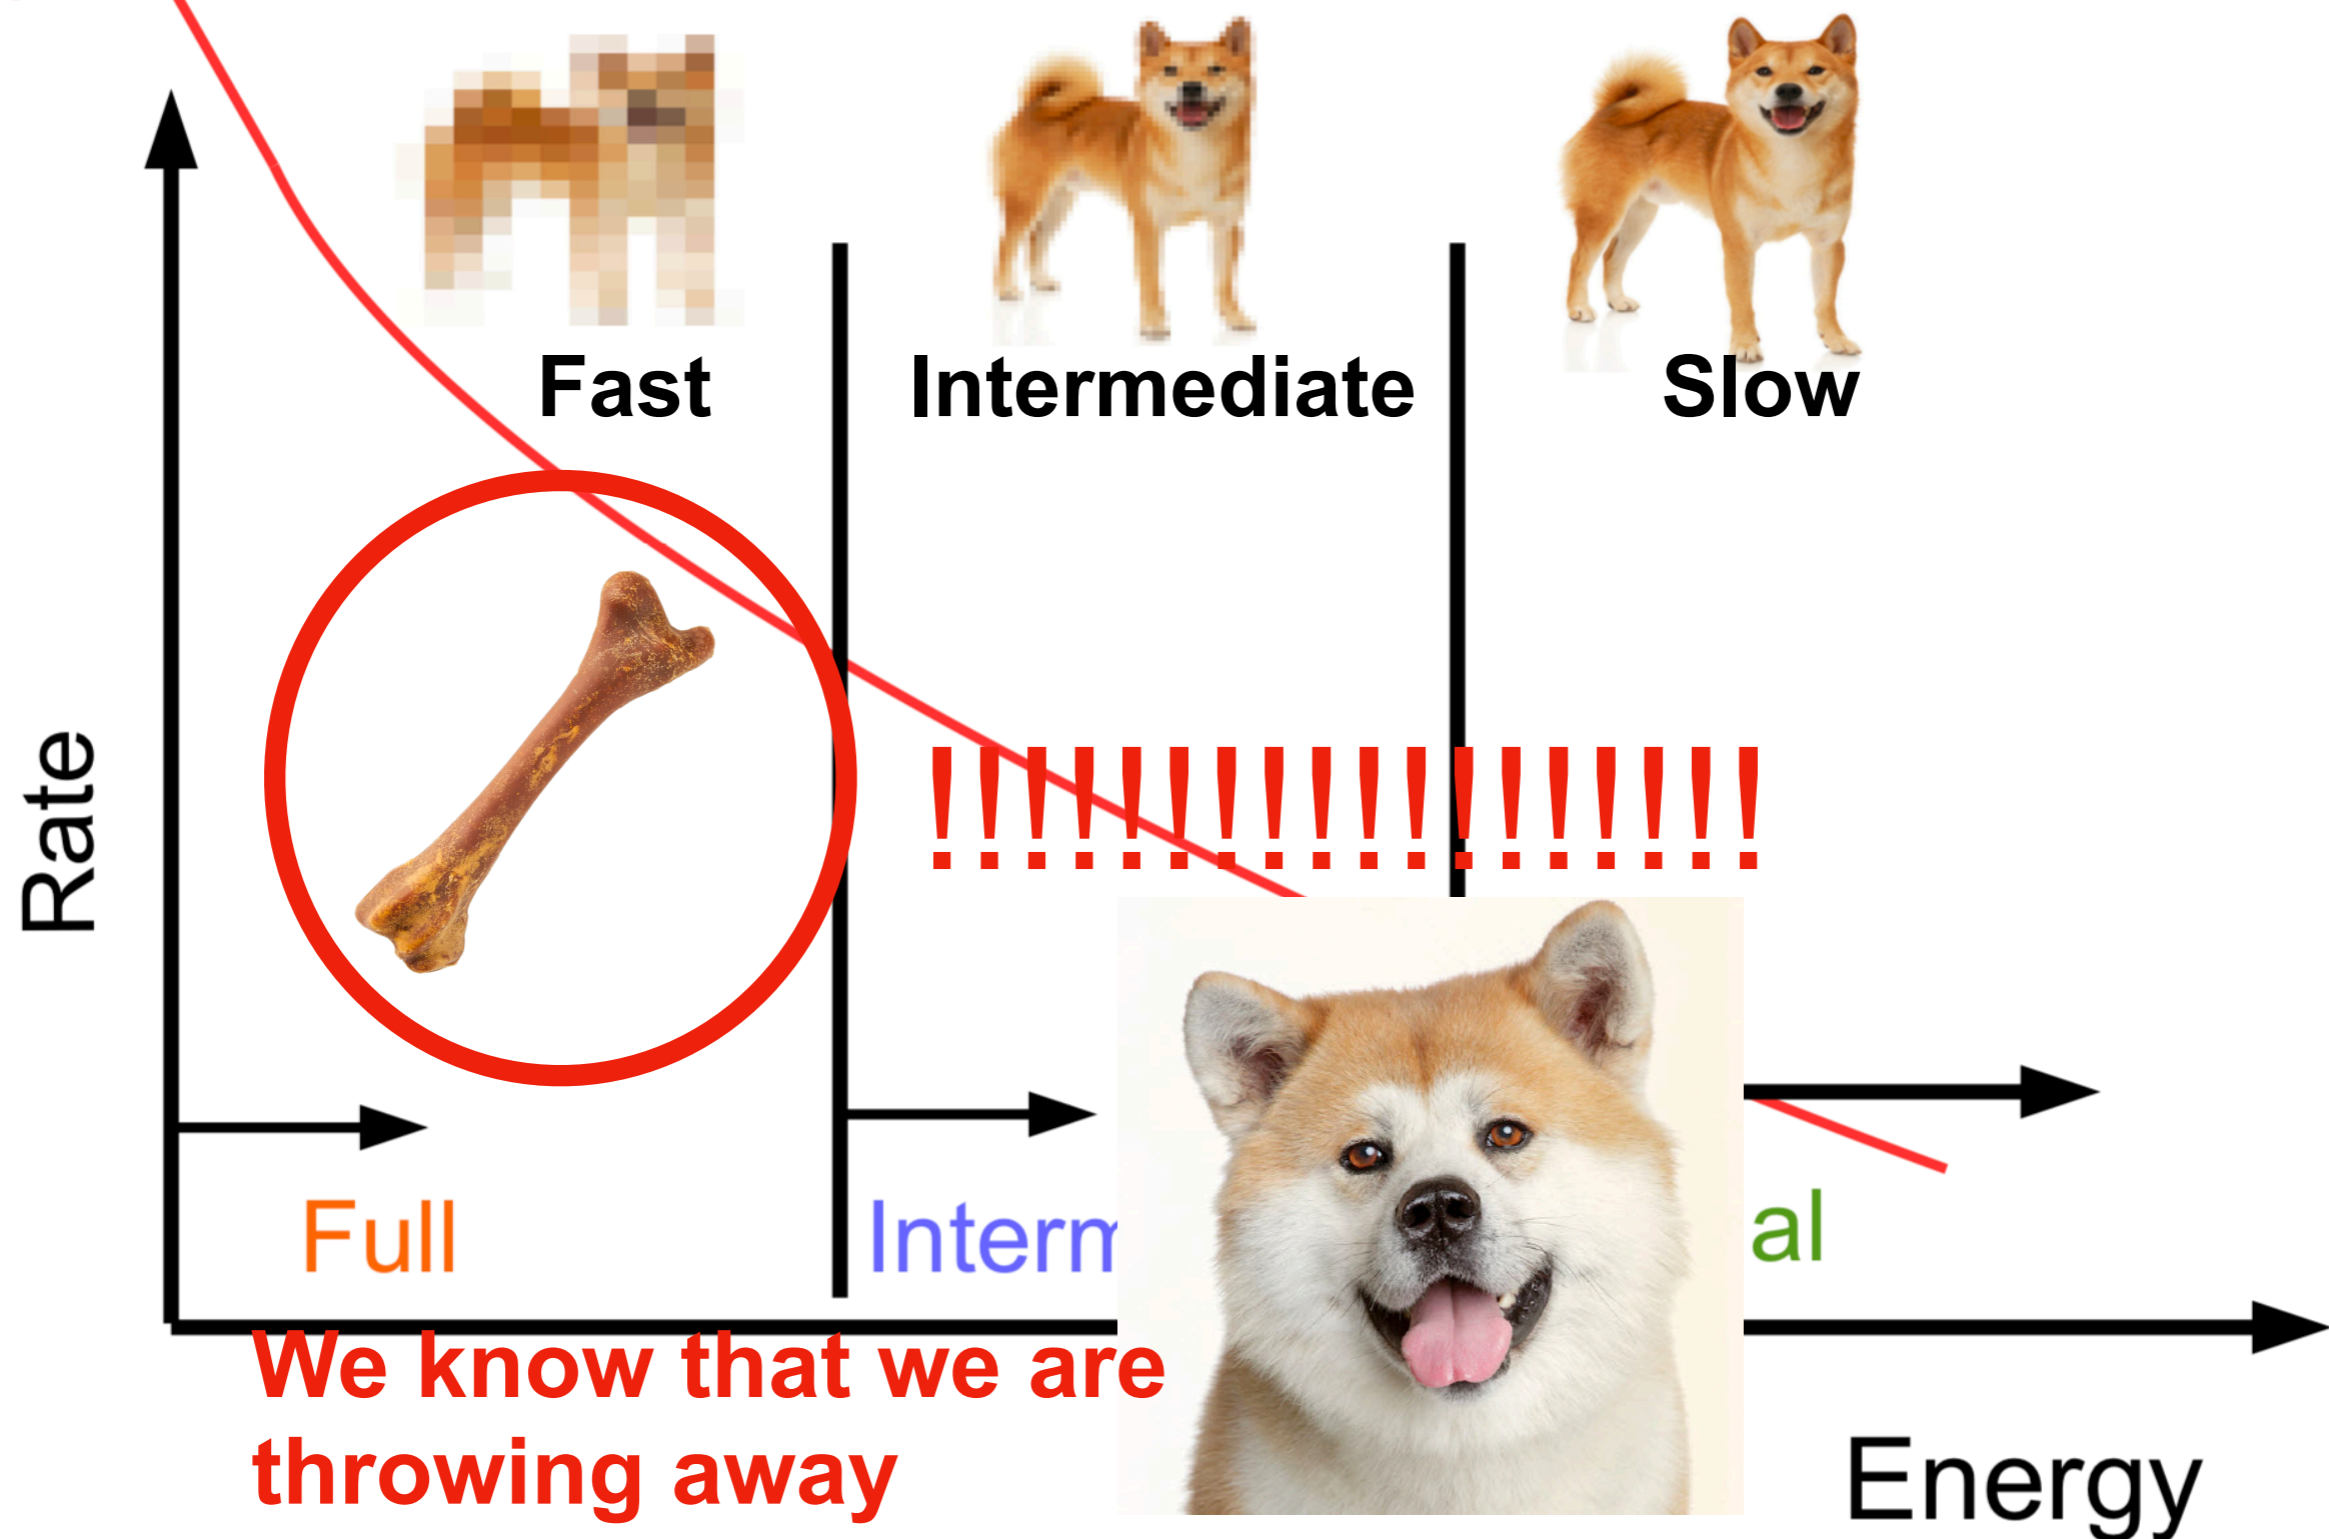 Fast
Intermediate
Slow
Rate
!!!!!!!!!!!!!!!!!!
Full
Interm
al
We know that we are
throwing away
Energy